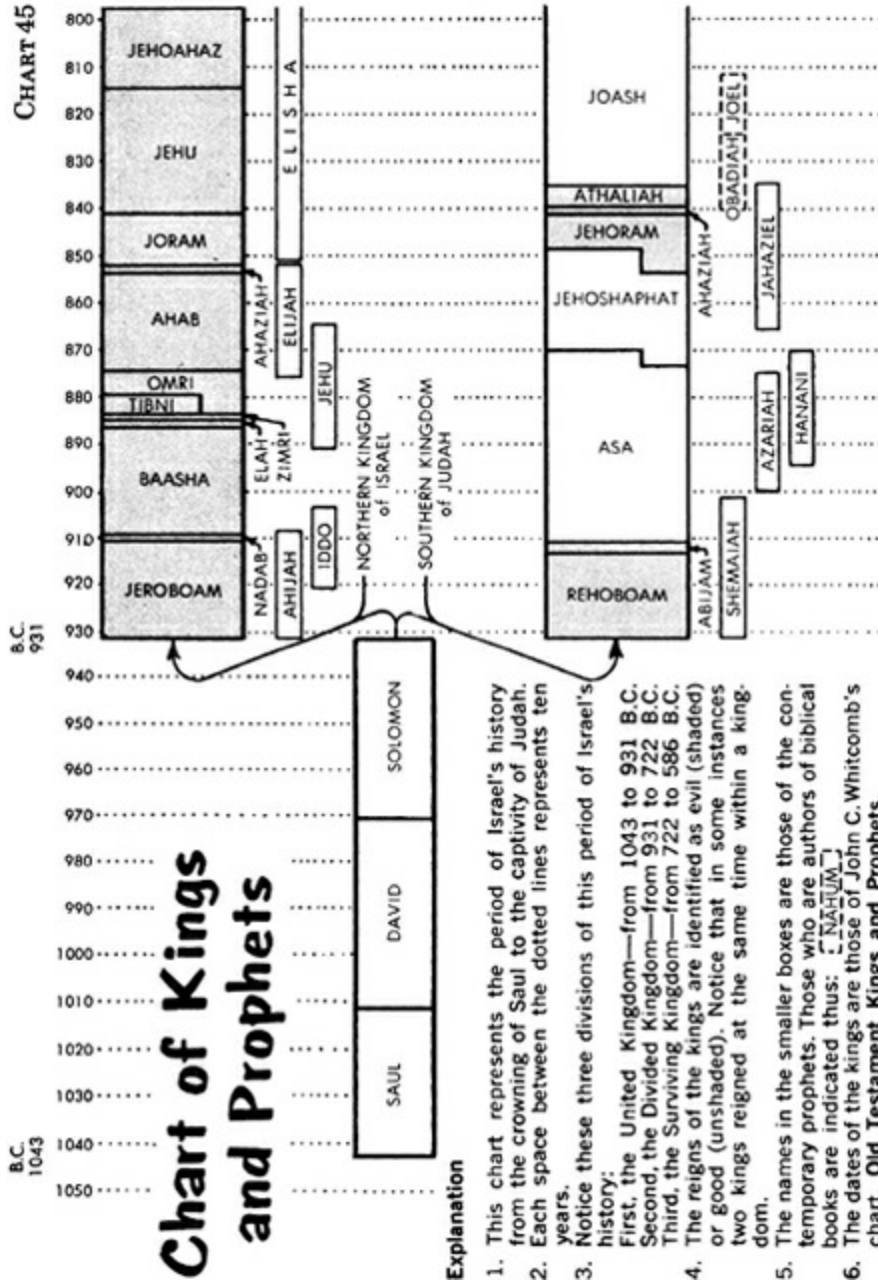 CHART 45
B.C.
1043
B.C.
931
1050
1040
1030
1020
1010
1000
990
980
970
960
950
940
930
920
910
900
890
880
870
860
850
840
830
820
810
800
Chart of Kings
and Prophets
SAUL
DAVID
SOLOMON
NORTHERN KINGDOM
of ISRAEL
SOUTHERN KINGDOM
of JUDAH
JEROBOAM
BAASHA
TIBNI
OMRI
AHAB
JORAM
JEHU
JEHOAHAZ
NADAB
ELAH
ZIMRI
AHAZIAH
AHIJAH
ELIJAH
ELISHA
IDDO
JEHU
REHOBOAM
ASA
JEHOSHAPHAT
JEHORAM
ATHALIAH
JOASH
ABIJAM
AHAZIAH
SHEMAIAH
OBADIAH
JOEL
AZARIAH
JAHAZIEL
HANANI
Explanation
1. This chart represents the period of Israel's history
from the crowning of Saul to the captivity of Judah.
2. Each space between the dotted lines represents ten
years.
3. Notice these three divisions of this period of Israel's
history:
First, the United Kingdom—from 1043 to 931 B.C.
Second, the Divided Kingdom—from 931 to 722 B.C.
Third, the Surviving Kingdom—from 722 to 586 B.C.
4. The reigns of the kings are identified as evil (shaded)
or good (unshaded). Notice that in some instances
two kings reigned at the same time within a king-
dom.
5. The names in the smaller boxes are those of the con-
temporary prophets. Those who are authors of biblical
books are indicated thus: NAHUM
6. The dates of the kings are those of John C. Whitcomb's
chart, Old Testament Kings and Prophets